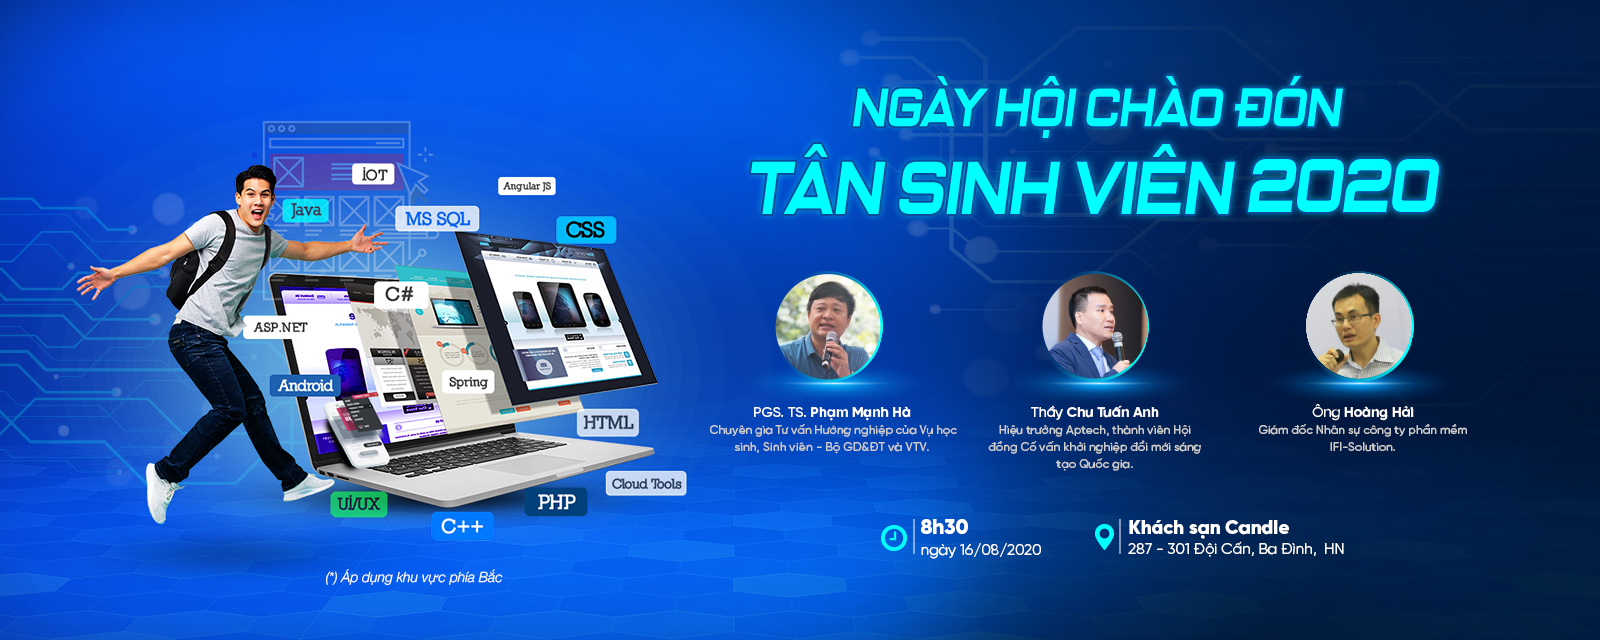 NGÀY HỘI CHÀO ĐÓN
TÂN SINH VIÊN 2020
IOT
Java
MS SQL
Angular JS
CSS
C#
ASP.NET
Android
Spring
HTML
Cloud Tools
UI/UX
C++
PHP
(*) Áp dụng khu vực phía Bắc
PGS. TS. Phạm Mạnh Hà
Chuyên gia Tư vấn Hướng nghiệp của Vụ học
sinh, Sinh viên - Bộ GD&ĐT và VTV.
Thầy Chu Tuấn Anh
Hiệu trưởng Aptech, thành viên Hội
đồng Cố vấn khởi nghiệp đổi mới sáng
tạo Quốc gia.
Ông Hoàng Hải
Giám đốc Nhân sự công ty phần mềm
IFI-Solution.
8h30
ngày 16/08/2020
Khách sạn Candle
287 - 301 Đội Cấn, Ba Đình, HN